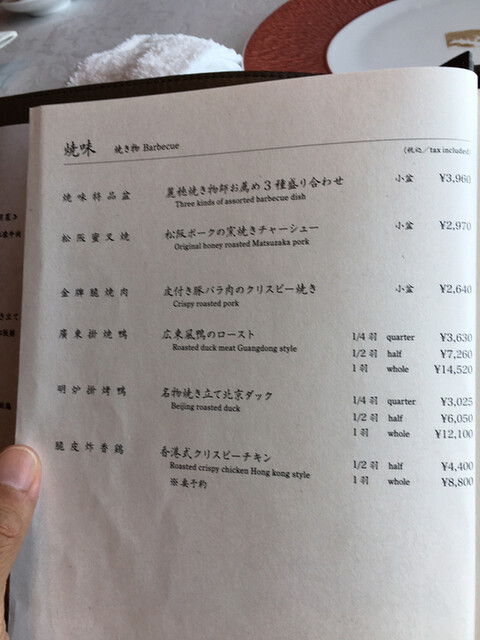 焼味 焼き物 Barbecue
(税込/tax included)
焼味特品盆 麗穂焼き物師お薦め3種盛り合わせ 小盆 ¥3,960
Three kinds of assorted barbecue dish
松阪蜜叉焼 松阪ポークの窯焼きチャーシュー 小盆 ¥2,970
Original honey roasted Matsuzaka pork
金牌脆焼肉 皮付き豚バラ肉のクリスピー焼き 小盆 ¥2,640
Crispy roasted pork
廣東掛焼鴨 広東風鴨のロースト 1/4羽 quarter ¥3,630
Roasted duck meat Guangdong style 1/2羽 half ¥7,260
1羽 whole ¥14,520
明炉掛烤鴨 名物焼き立て北京ダック 1/4羽 quarter ¥3,025
Beijing roasted duck 1/2羽 half ¥6,050
1羽 whole ¥12,100
脆皮炸香鶏 香港式クリスピーチキン 1/2羽 half ¥4,400
Roasted crispy chicken Hong kong style
※要予約 1羽 whole ¥8,800